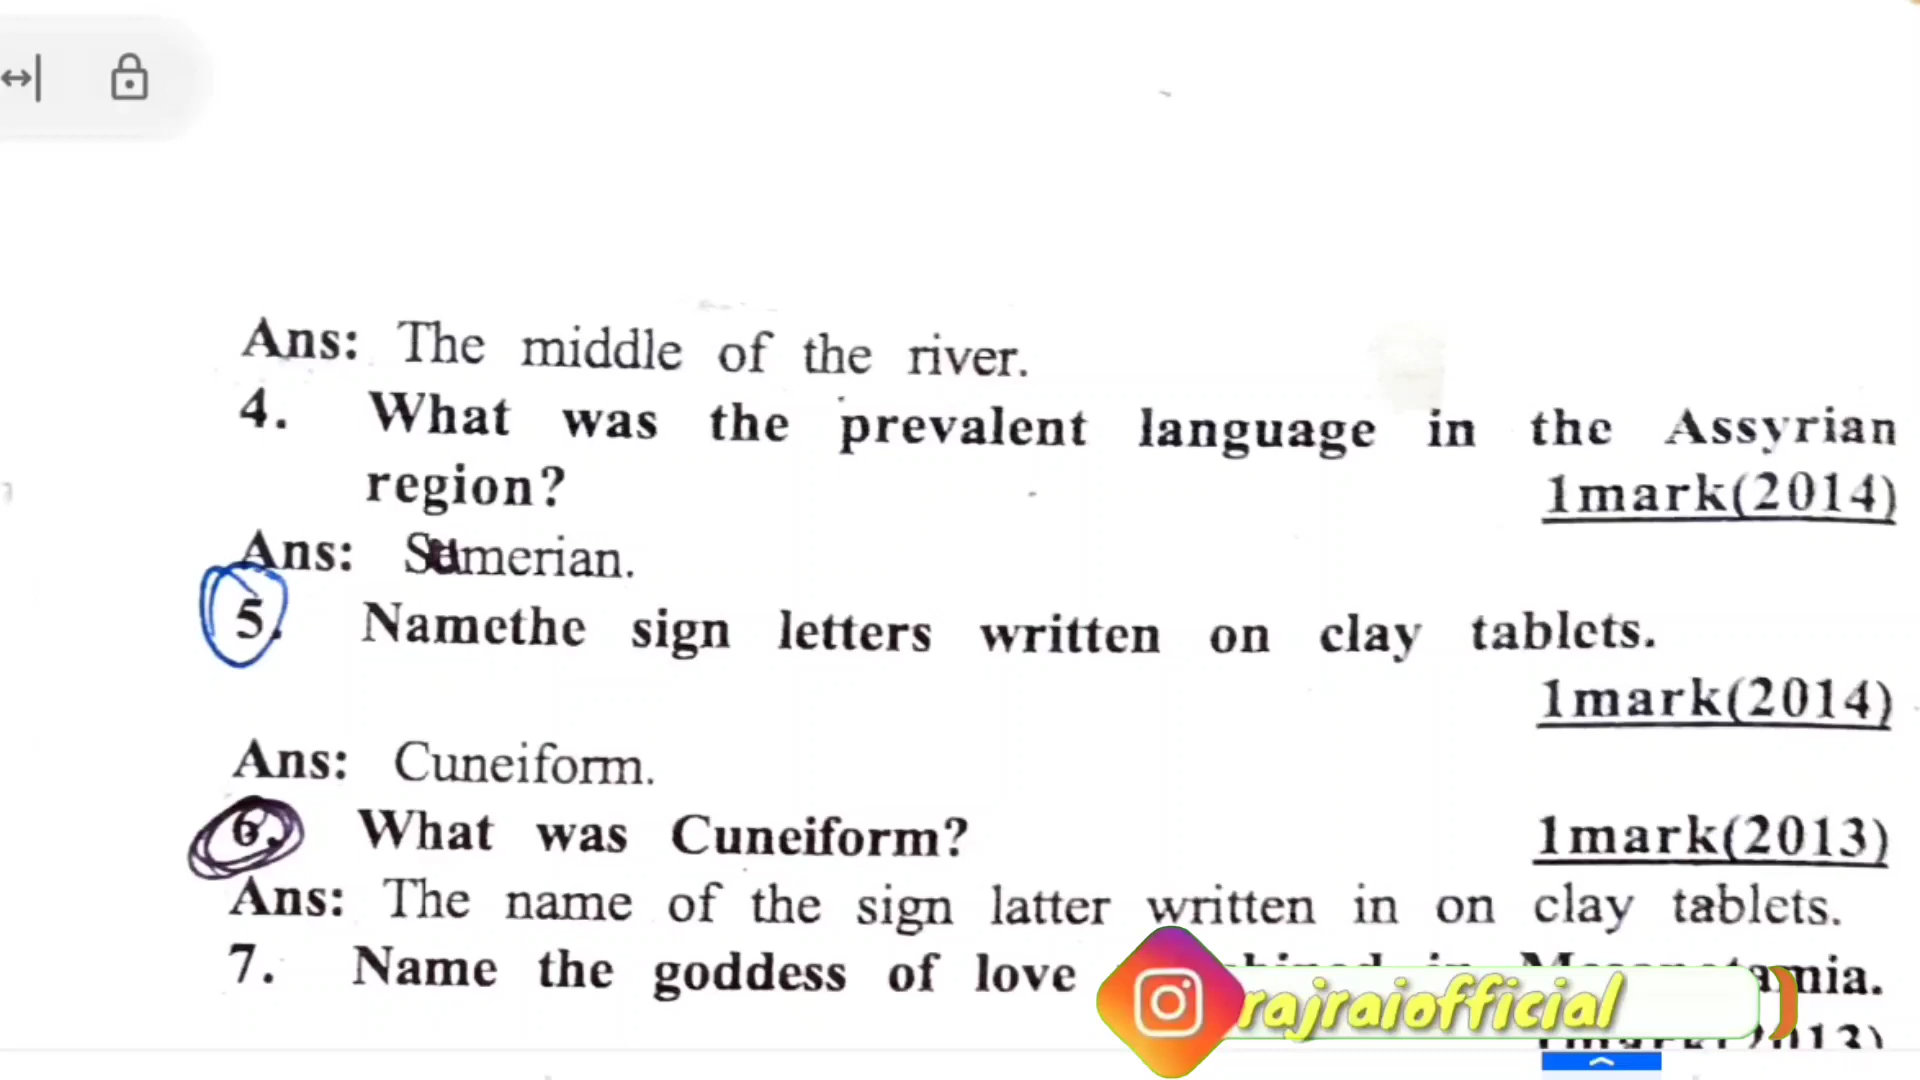 Ans: The middle of the river.
4. What was the prevalent language in the Assyrian
region? 1mark(2014)
Ans: Sumerian.
5. Namethe sign letters written on clay tablets.
1mark(2014)
Ans: Cuneiform.
6. What was Cuneiform? 1mark(2013)
Ans: The name of the sign latter written in on clay tablets.
7. Name the goddess of love in
rajraiofficial